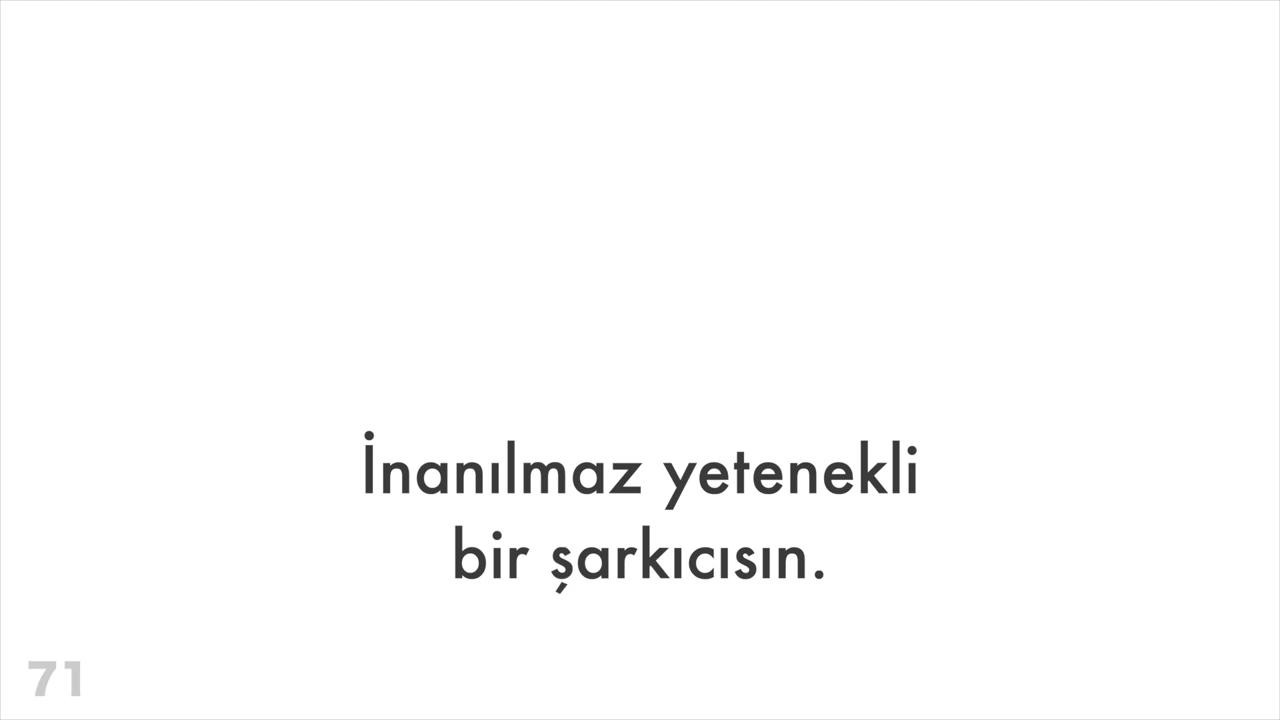 İnanılmaz yetenekli
bir şarkıcısın.
71